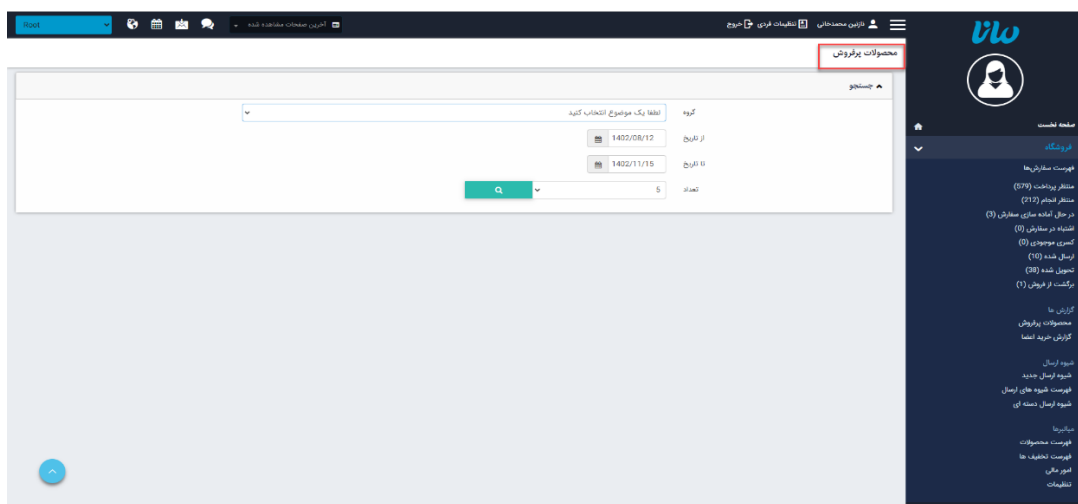 نازنین محمدخانی تنظیمات فردی خروج
آخرین صفحات مشاهده شده
Root
محصولات پرفروش
جستجو
گروه لطفا یک موضوع انتخاب کنید
از تاریخ 1402/08/12
تا تاریخ 1402/11/15
تعداد 5
مانا
صفحه نخست
فروشگاه
فهرست سفارش‌ها
منتظر پرداخت (579)
منتظر انجام (212)
در حال آماده سازی سفارش (3)
اشتباه در سفارش (0)
کسری موجودی (0)
ارسال شده (10)
تحویل شده (38)
برگشت از فروش (1)
گزارش ها
محصولات پرفروش
گزارش خرید اعضا
شیوه ارسال
شیوه ارسال جدید
فهرست شیوه های ارسال
شیوه ارسال دسته ای
میانبرها
فهرست محصولات
فهرست تخفیف ها
امور مالی
تنظیمات